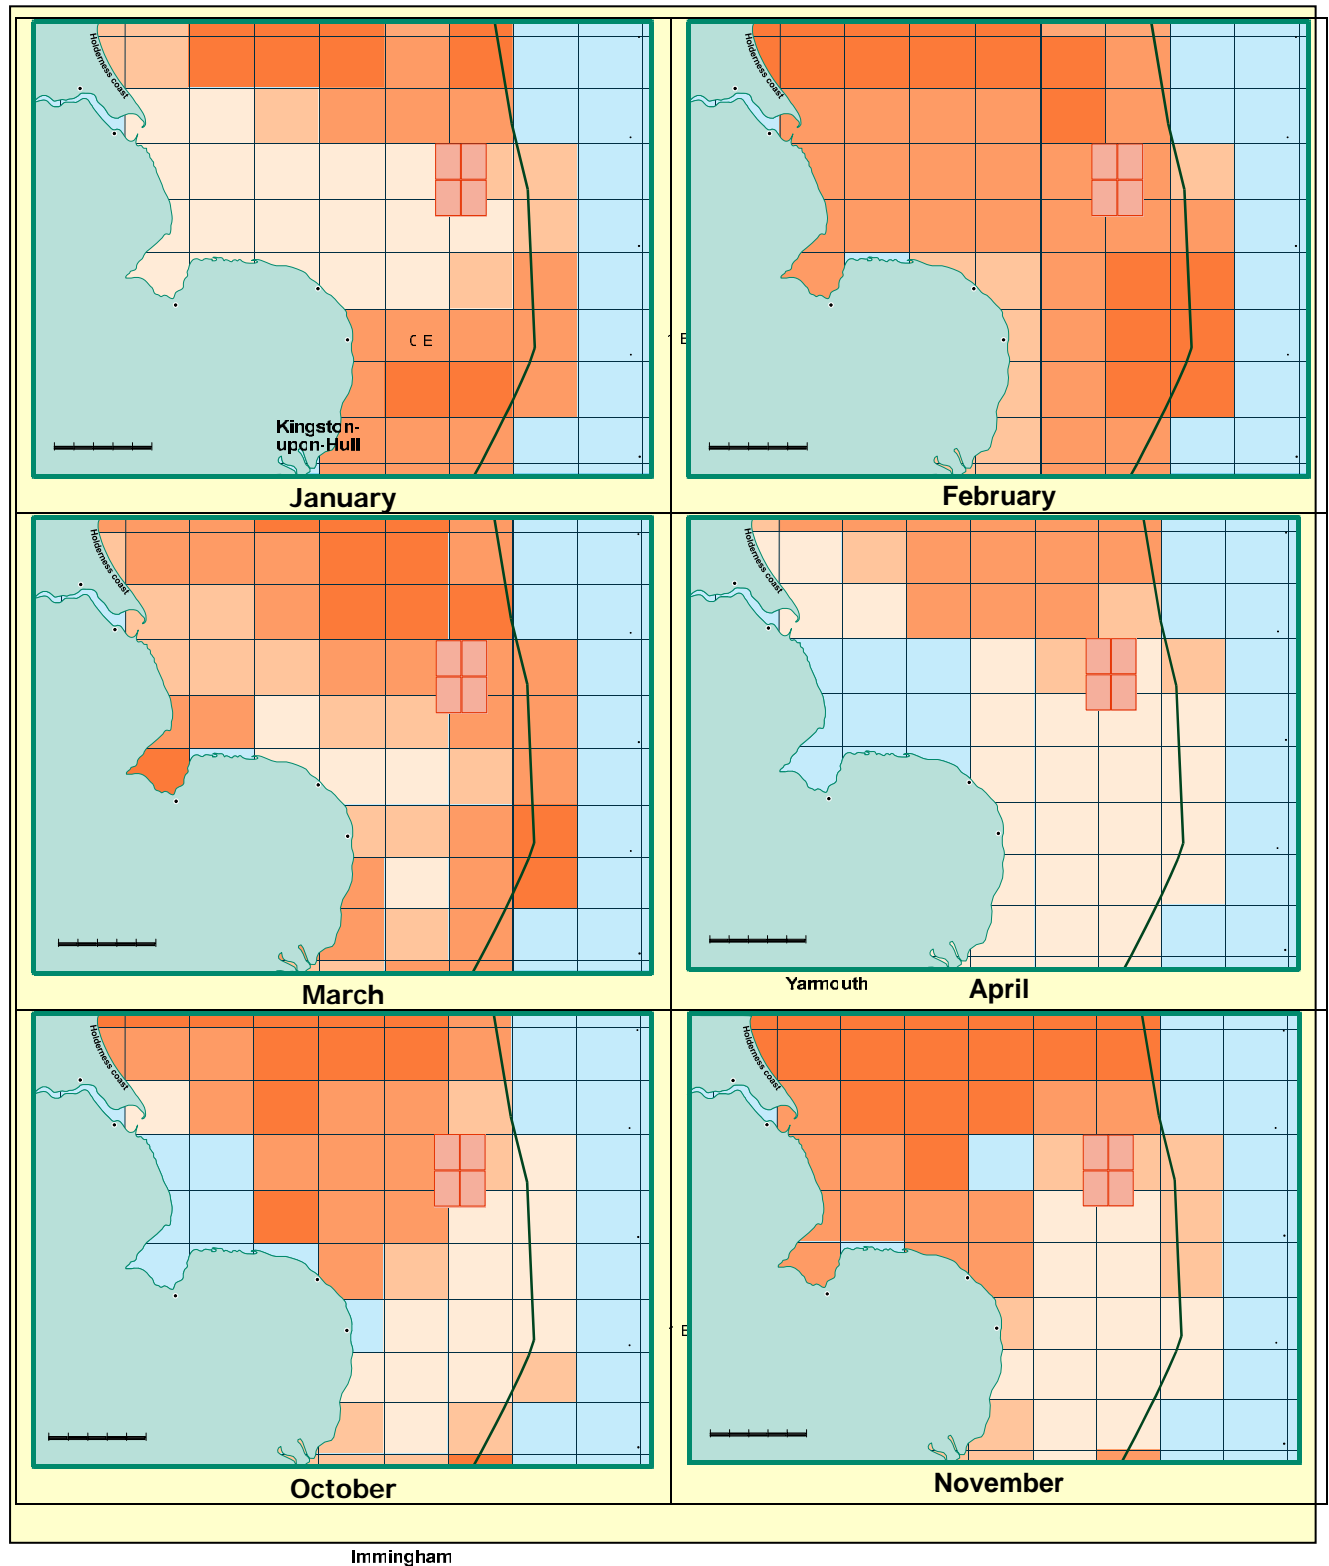 Holderness coast
Holderness coast
C E
E
Kingston-
upon-Hull
January
February
Holderness coast
Holderness coast
March
Yarmouth
April
Holderness coast
Holderness coast
E
October
November
Immingham